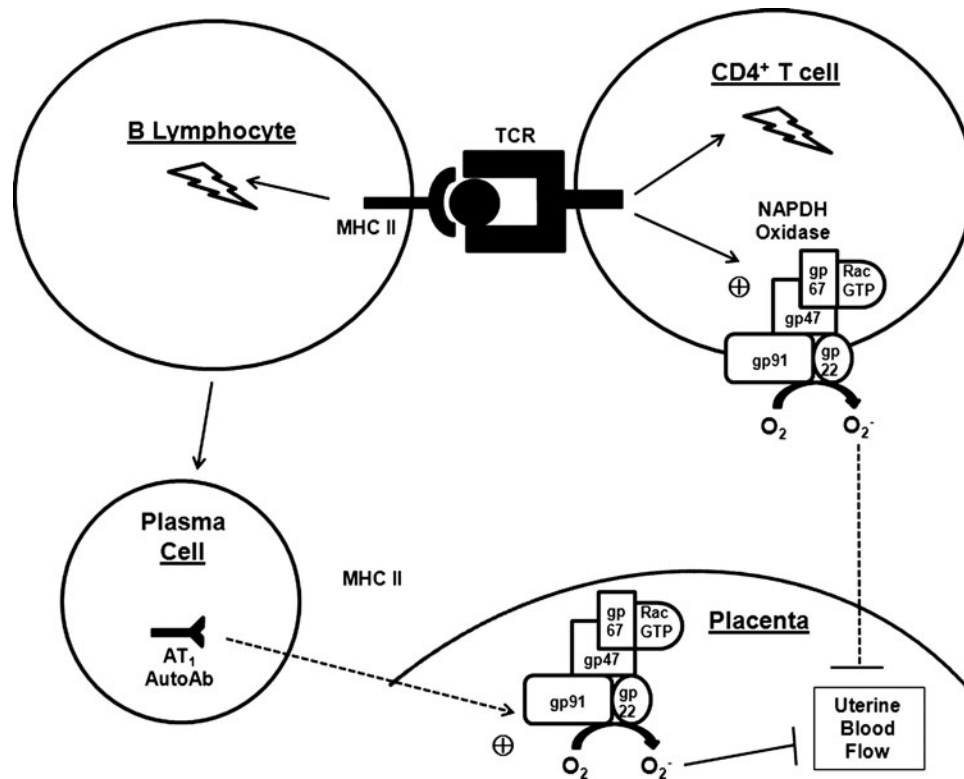 CD4⁺ T cell
B Lymphocyte
TCR
MHC II
NAPDH
Oxidase
gp
67
Rac
GTP
gp47
gp91
gp
22
O₂
O₂⁻
Plasma
Cell
AT₁
AutoAb
MHC II
Placenta
gp
67
Rac
GTP
gp47
gp91
gp
22
O₂
O₂⁻
Uterine
Blood
Flow